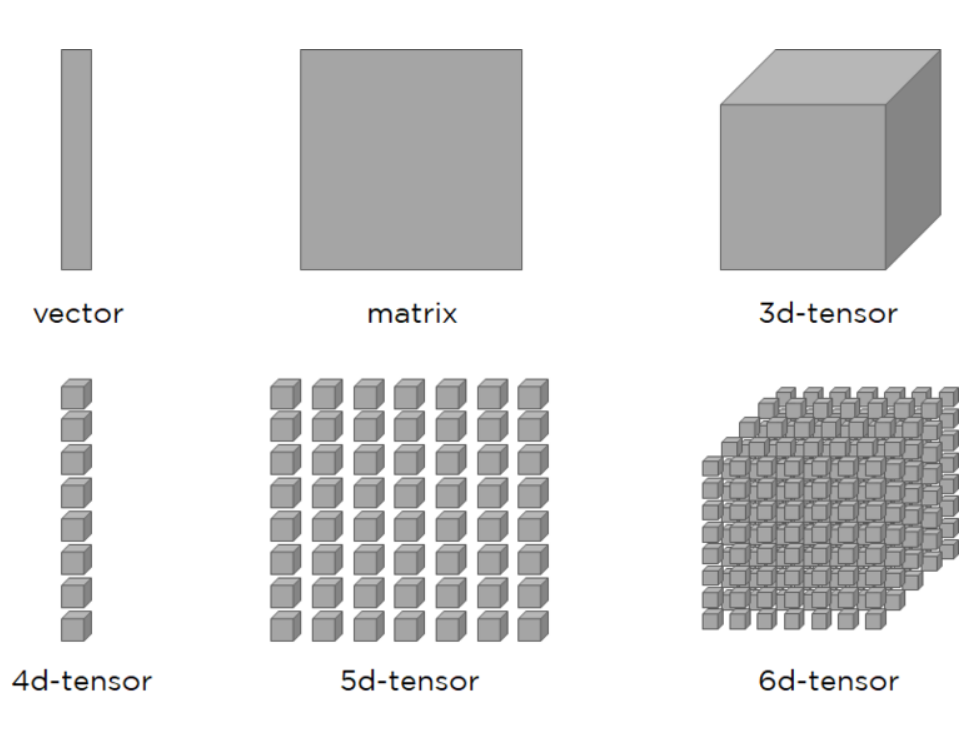 vector
matrix
3d-tensor
4d-tensor
5d-tensor
6d-tensor